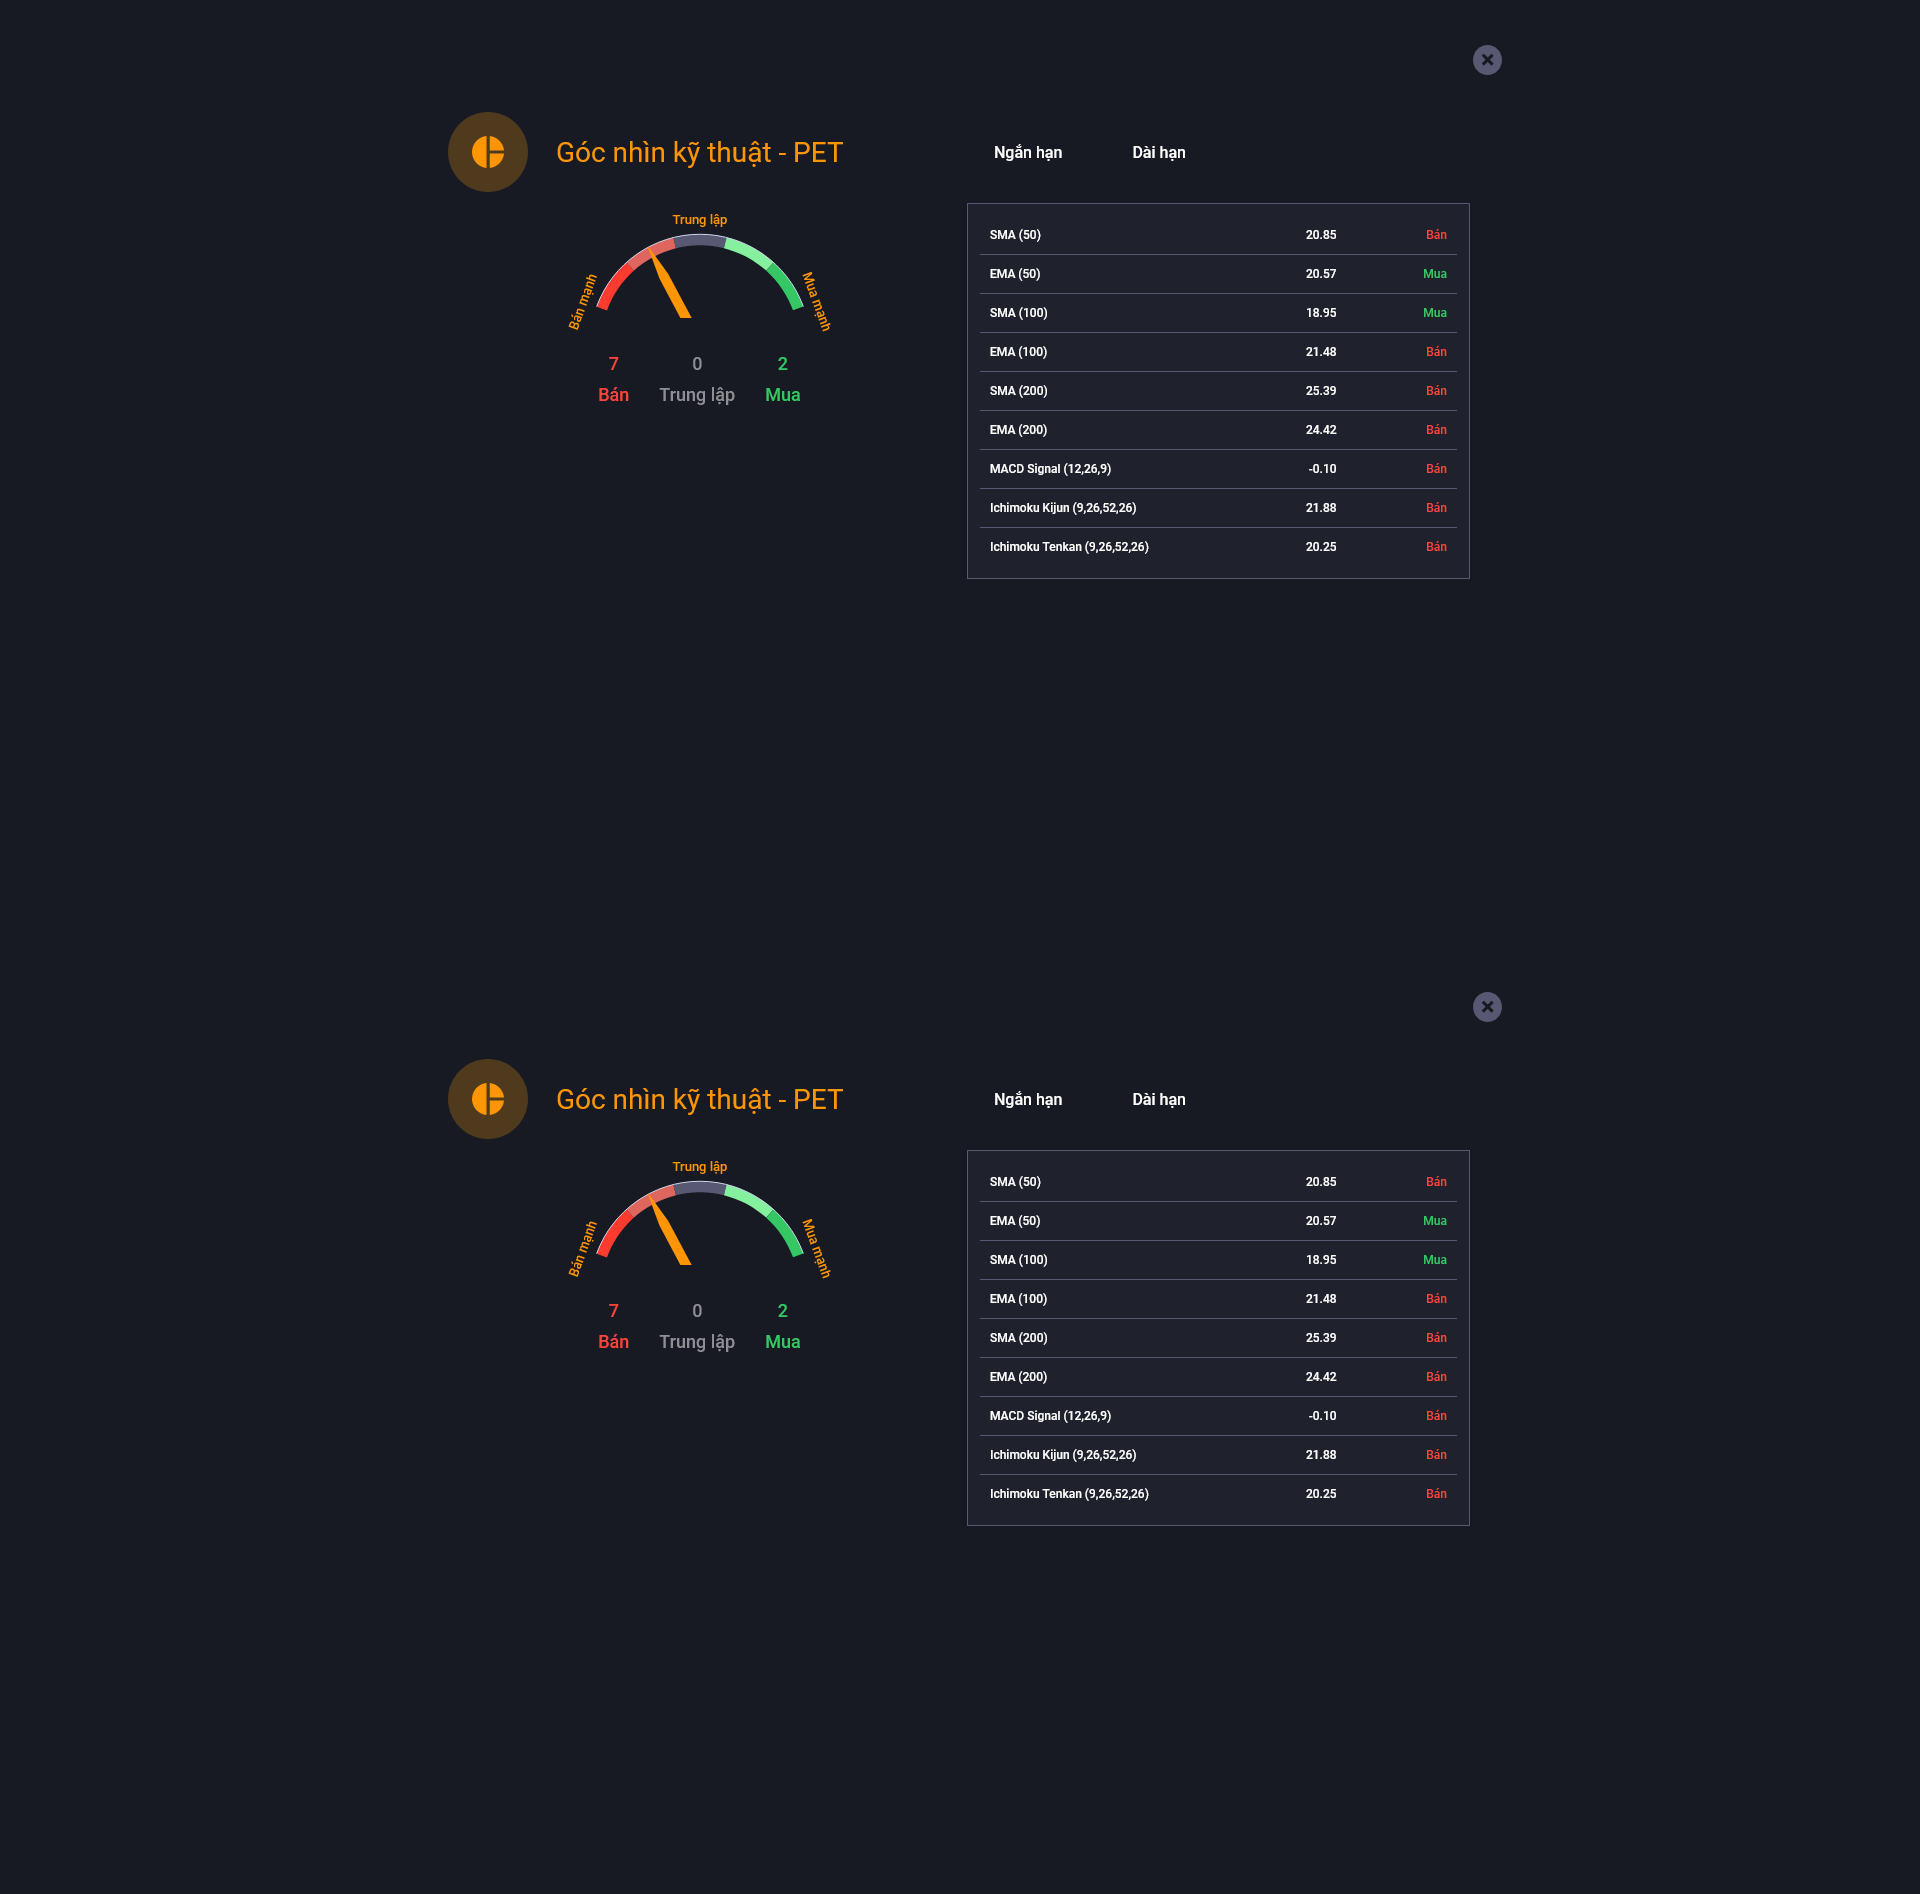 Góc nhìn kỹ thuật - PET
Ngắn hạn Dài hạn
Trung lập
Bán mạnh
Mua mạnh
7 0 2
Bán Trung lập Mua
SMA (50) 20.85 Bán
EMA (50) 20.57 Mua
SMA (100) 18.95 Mua
EMA (100) 21.48 Bán
SMA (200) 25.39 Bán
EMA (200) 24.42 Bán
MACD Signal (12,26,9) -0.10 Bán
Ichimoku Kijun (9,26,52,26) 21.88 Bán
Ichimoku Tenkan (9,26,52,26) 20.25 Bán
Góc nhìn kỹ thuật - PET
Ngắn hạn Dài hạn
Trung lập
Bán mạnh
Mua mạnh
7 0 2
Bán Trung lập Mua
SMA (50) 20.85 Bán
EMA (50) 20.57 Mua
SMA (100) 18.95 Mua
EMA (100) 21.48 Bán
SMA (200) 25.39 Bán
EMA (200) 24.42 Bán
MACD Signal (12,26,9) -0.10 Bán
Ichimoku Kijun (9,26,52,26) 21.88 Bán
Ichimoku Tenkan (9,26,52,26) 20.25 Bán